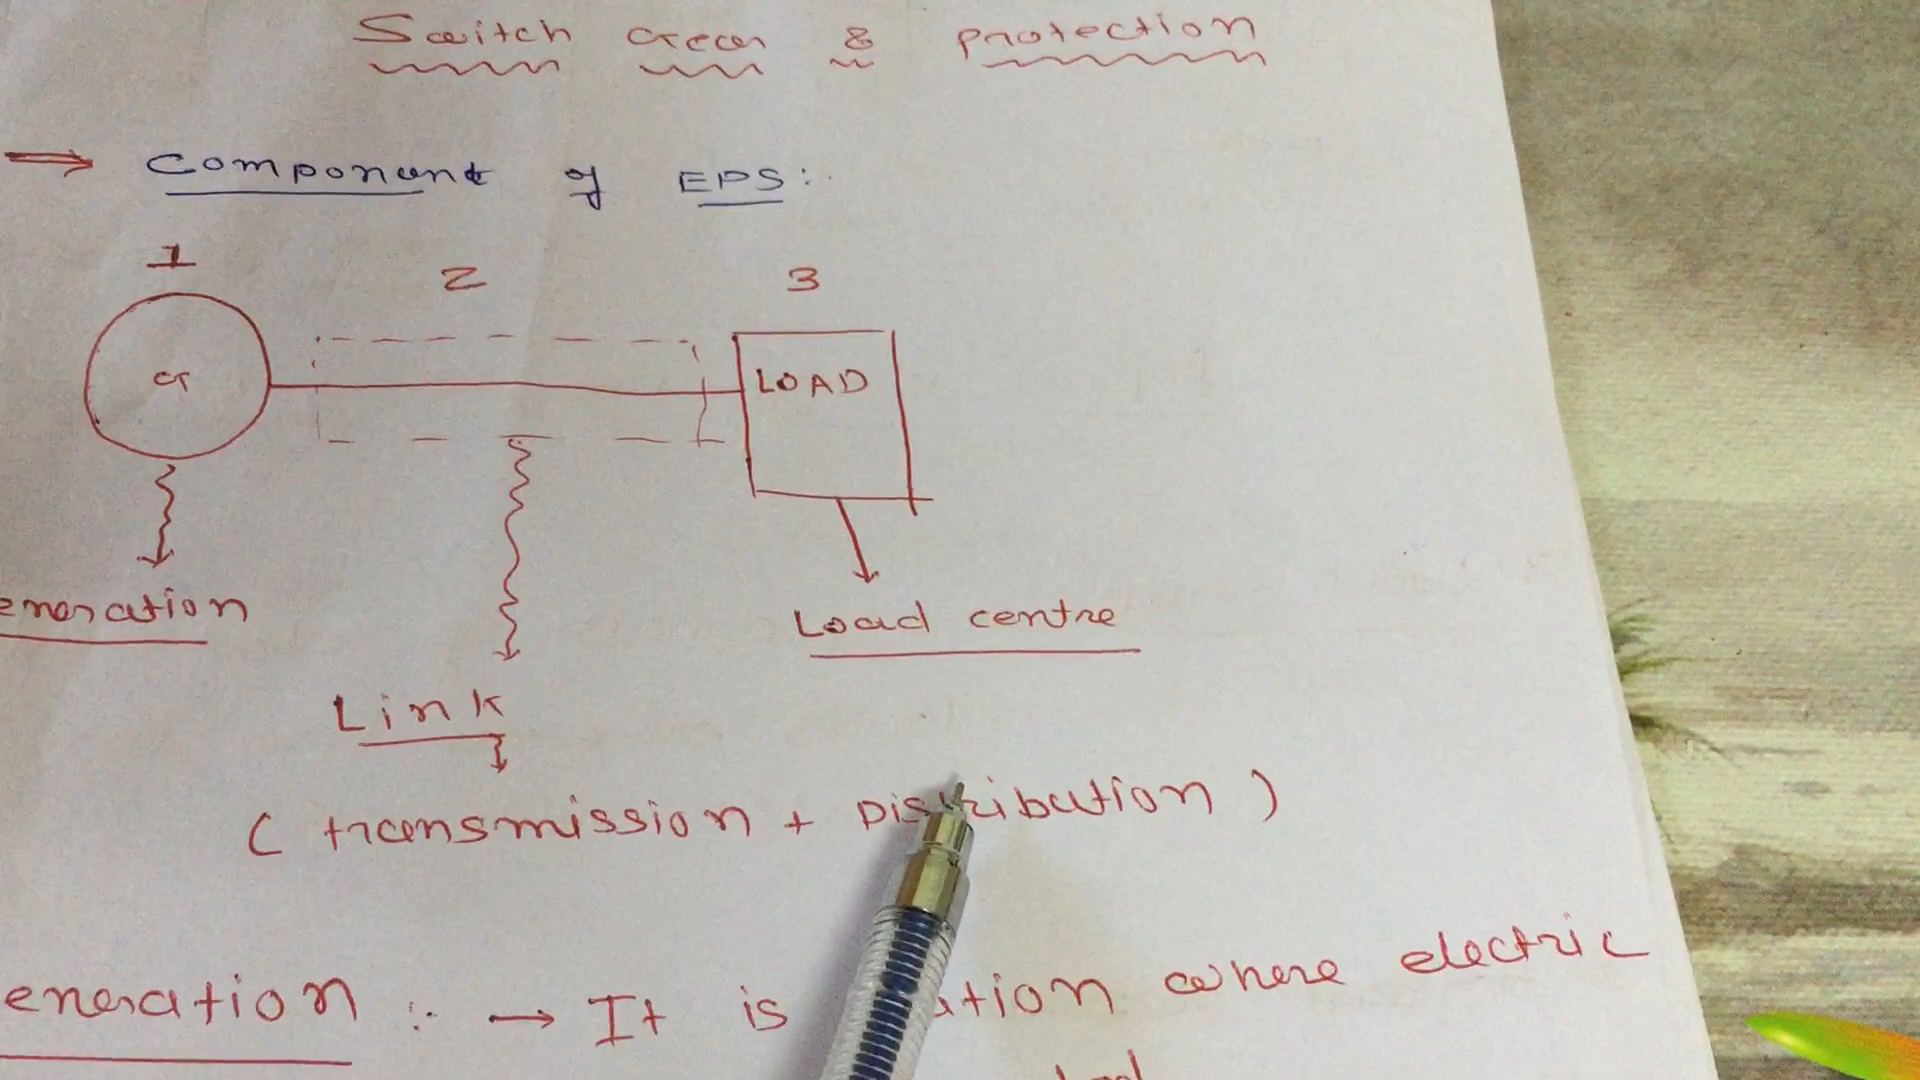 Switch Gear & protection
⇒ Component of EPS:
1 2 3
G LOAD
eneration
Load centre
Link
( transmission + Distribution )
eneration :- → It is ation where electric